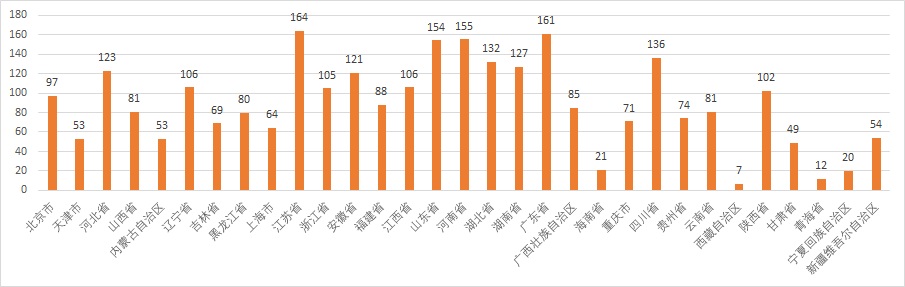 180
160
140
120
100
80
60
40
20
0
97
53
123
81
53
106
69
80
64
164
105
121
88
106
154
155
132
127
161
85
21
71
136
74
81
7
102
49
12
20
54
北京市
天津市
河北省
山西省
内蒙古自治区
辽宁省
吉林省
黑龙江省
上海市
江苏省
浙江省
安徽省
福建省
江西省
山东省
河南省
湖北省
湖南省
广东省
广西壮族自治区
海南省
重庆市
四川省
贵州省
云南省
西藏自治区
陕西省
甘肃省
青海省
宁夏回族自治区
新疆维吾尔自治区